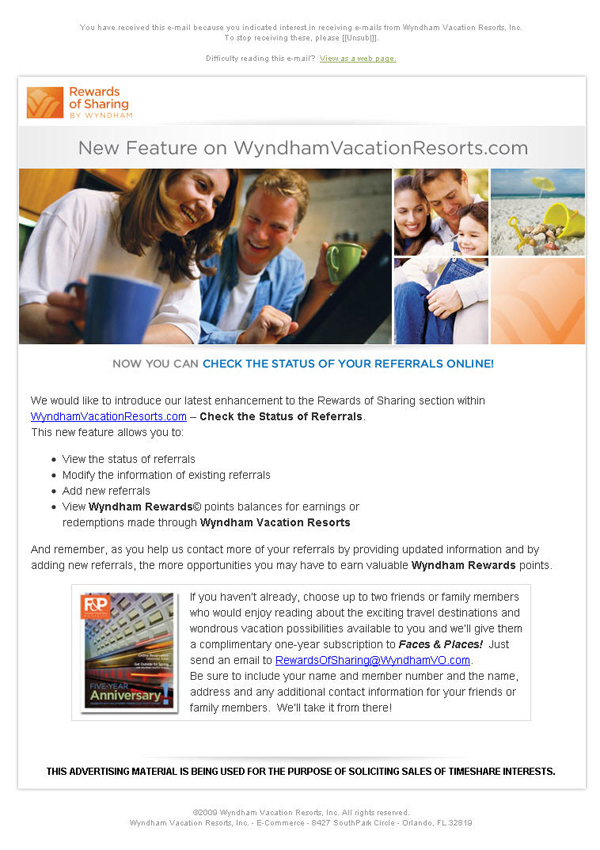 You have received this e-mail because you indicated interest in receiving e-mails from Wyndham Vacation Resorts, Inc.
To stop receiving these, please [[Unsub]].
Difficulty reading this e-mail? View as a web page.
Rewards
of Sharing
BY WYNDHAM
New Feature on WyndhamVacationResorts.com
NOW YOU CAN CHECK THE STATUS OF YOUR REFERRALS ONLINE!
We would like to introduce our latest enhancement to the Rewards of Sharing section within
WyndhamVacationResorts.com – Check the Status of Referrals.
This new feature allows you to:
• View the status of referrals
• Modify the information of existing referrals
• Add new referrals
• View Wyndham Rewards© points balances for earnings or
redemptions made through Wyndham Vacation Resorts
And remember, as you help us contact more of your referrals by providing updated information and by
adding new referrals, the more opportunities you may have to earn valuable Wyndham Rewards points.
F&P
FIVE-YEAR
Anniversary!
If you haven't already, choose up to two friends or family members
who would enjoy reading about the exciting travel destinations and
wondrous vacation possibilities available to you and we'll give them
a complimentary one-year subscription to Faces & Places! Just
send an email to RewardsOfSharing@WyndhamVO.com.
Be sure to include your name and member number and the name,
address and any additional contact information for your friends or
family members. We'll take it from there!
THIS ADVERTISING MATERIAL IS BEING USED FOR THE PURPOSE OF SOLICITING SALES OF TIMESHARE INTERESTS.
©2009 Wyndham Vacation Resorts, Inc. All rights reserved.
Wyndham Vacation Resorts, Inc. - E-Commerce - 8427 SouthPark Circle - Orlando, FL 32819